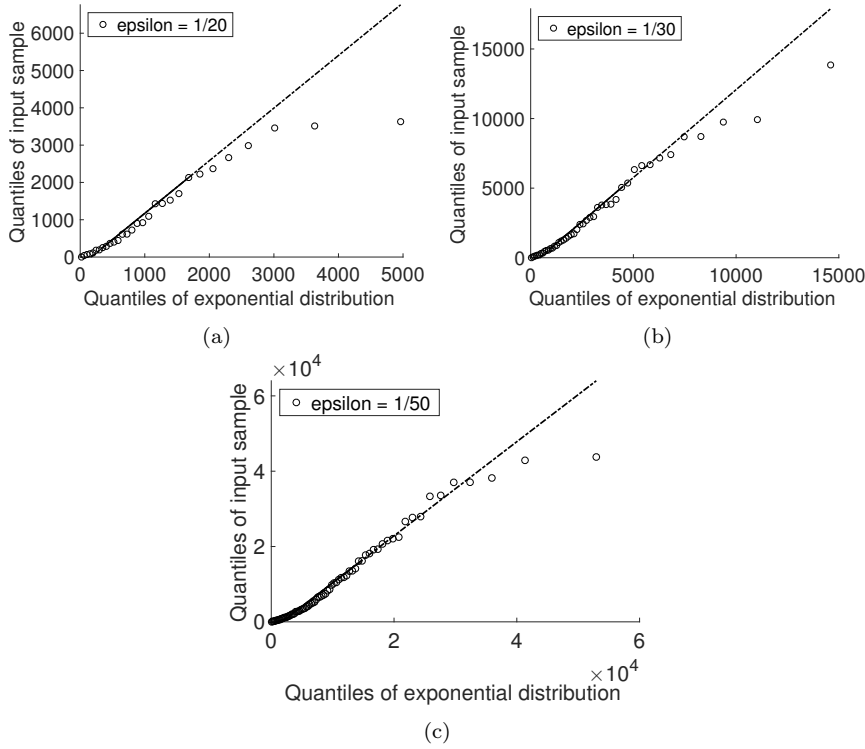 epsilon = 1/20
Quantiles of input sample
6000
5000
4000
3000
2000
1000
0
0 1000 2000 3000 4000 5000
Quantiles of exponential distribution
(a)
epsilon = 1/30
Quantiles of input sample
15000
10000
5000
0
0 5000 10000 15000
Quantiles of exponential distribution
(b)
×10^4
epsilon = 1/50
Quantiles of input sample
6
4
2
0
0 2 4 6
×10^4
Quantiles of exponential distribution
(c)